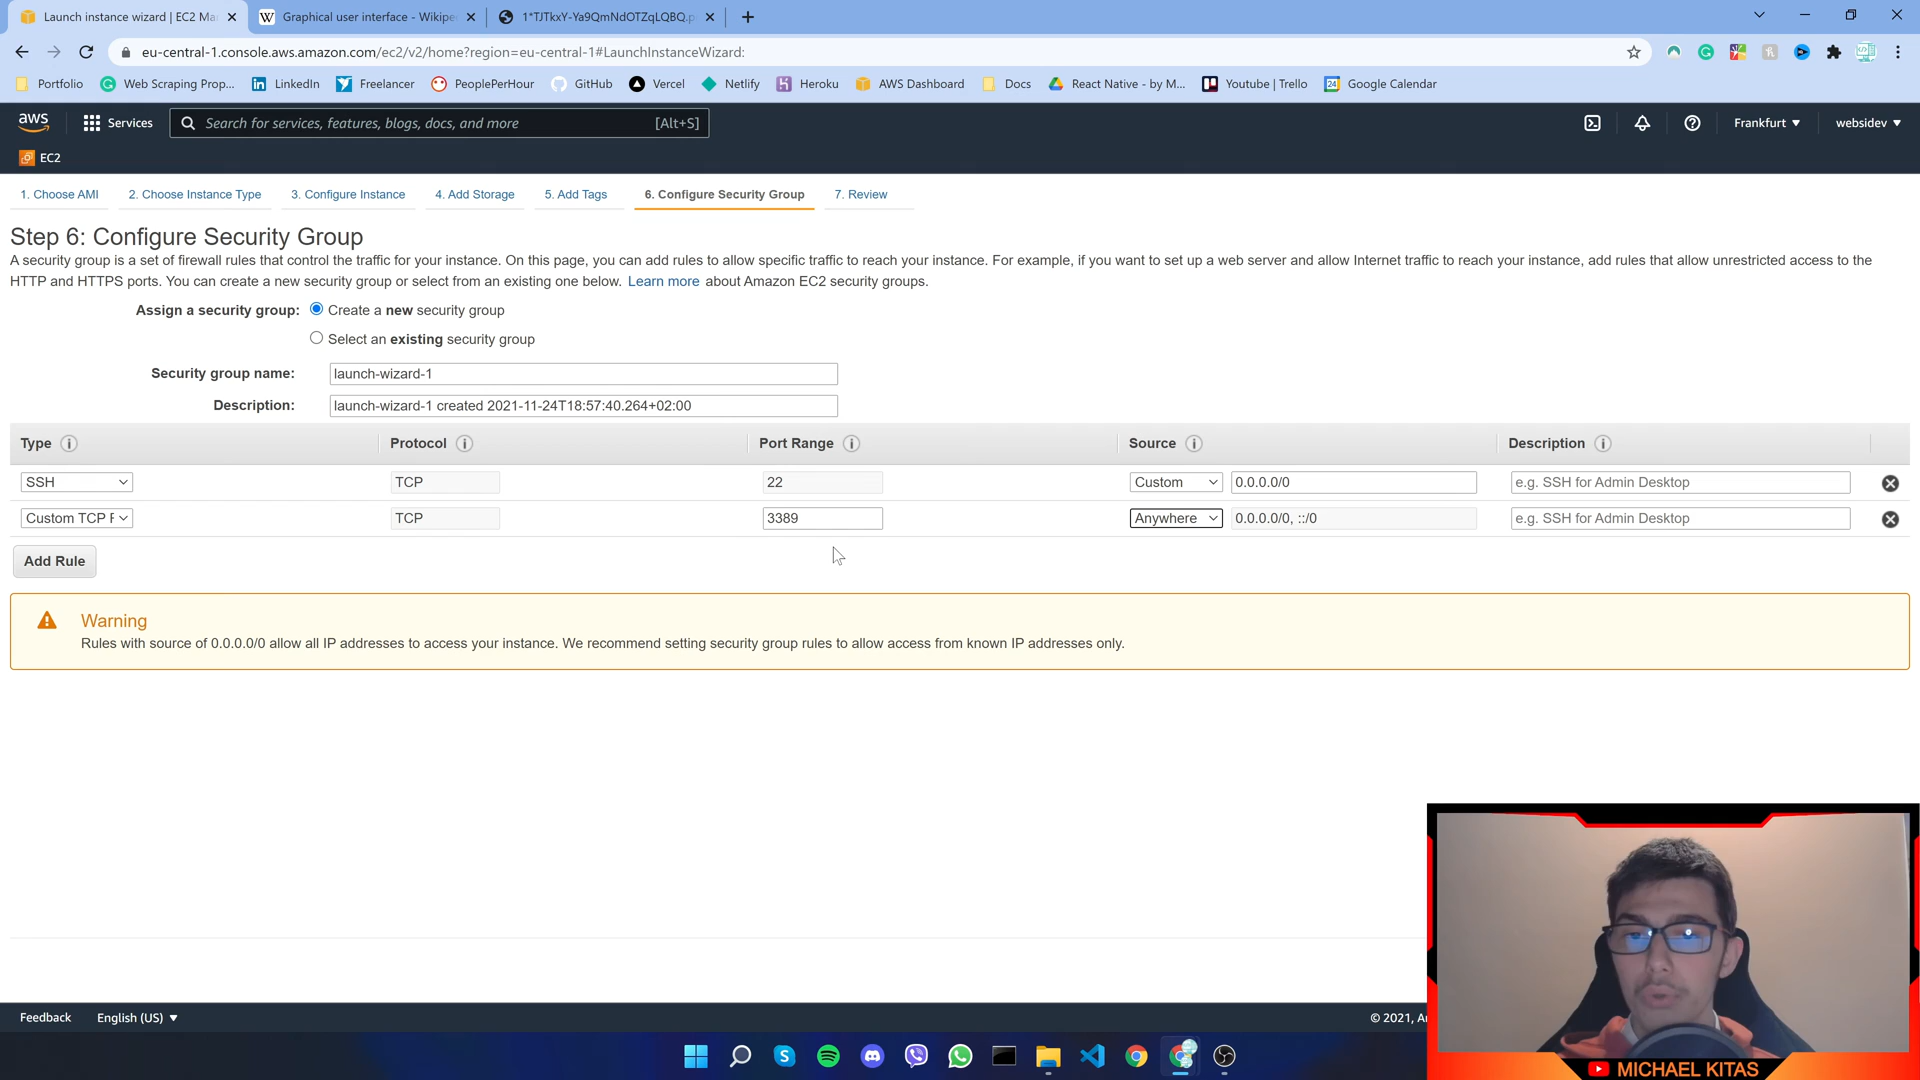 Launch instance wizard | EC2 Ma
Graphical user interface - Wikipe
1*TJTkxY-Ya9QmNdOTZqLQBQ.p
eu-central-1.console.aws.amazon.com/ec2/v2/home?region=eu-central-1#LaunchInstanceWizard:
Portfolio
Web Scraping Prop...
LinkedIn
Freelancer
PeoplePerHour
GitHub
Vercel
Netlify
Heroku
AWS Dashboard
Docs
React Native - by M...
Youtube | Trello
Google Calendar
aws
Services
Search for services, features, blogs, docs, and more
[Alt+S]
Frankfurt
websidev
EC2
1. Choose AMI
2. Choose Instance Type
3. Configure Instance
4. Add Storage
5. Add Tags
6. Configure Security Group
7. Review
Step 6: Configure Security Group
A security group is a set of firewall rules that control the traffic for your instance. On this page, you can add rules to allow specific traffic to reach your instance. For example, if you want to set up a web server and allow Internet traffic to reach your instance, add rules that allow unrestricted access to the
HTTP and HTTPS ports. You can create a new security group or select from an existing one below. Learn more about Amazon EC2 security groups.
Assign a security group:
Create a new security group
Select an existing security group
Security group name:
launch-wizard-1
Description:
launch-wizard-1 created 2021-11-24T18:57:40.264+02:00
Type
Protocol
Port Range
Source
Description
SSH
TCP
22
Custom
0.0.0.0/0
e.g. SSH for Admin Desktop
Custom TCP F
TCP
3389
Anywhere
0.0.0.0/0, ::/0
e.g. SSH for Admin Desktop
Add Rule
Warning
Rules with source of 0.0.0.0/0 allow all IP addresses to access your instance. We recommend setting security group rules to allow access from known IP addresses only.
Feedback
English (US)
© 2021, A
MICHAEL KITAS